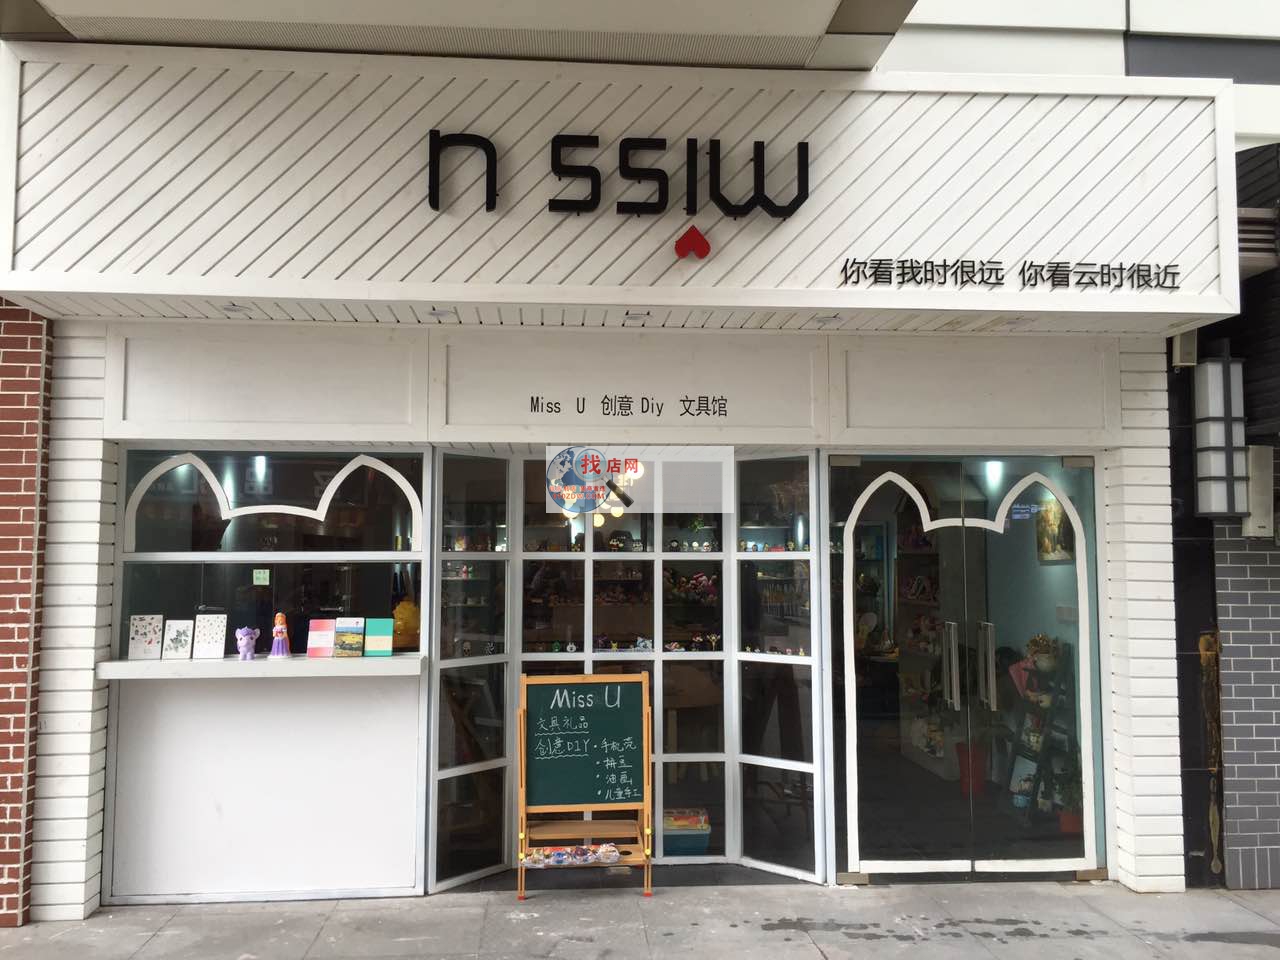 miss u
你看我时很远 你看云时很近
Miss U 创意 Diy 文具馆
找店网
Miss U
文具礼品
创意DIY·手机壳
·拼豆
·油画
·儿童手工